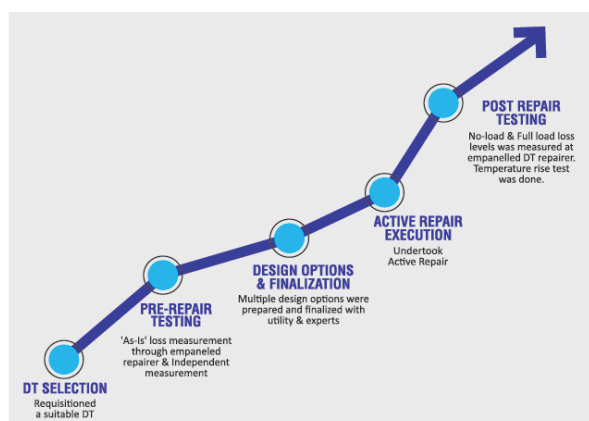 POST REPAIR
TESTING
No-load & Full load loss
levels was measured at
empanelled DT repairer.
Temperature rise test
was done.
ACTIVE REPAIR
EXECUTION
Undertook
Active Repair
DESIGN OPTIONS
& FINALIZATION
Multiple design options were
prepared and finalized with
utility & experts
PRE-REPAIR
TESTING
'As-Is' loss measurement
through empaneled
repairer & Independent
measurement
DT SELECTION
Requisitioned
a suitable DT